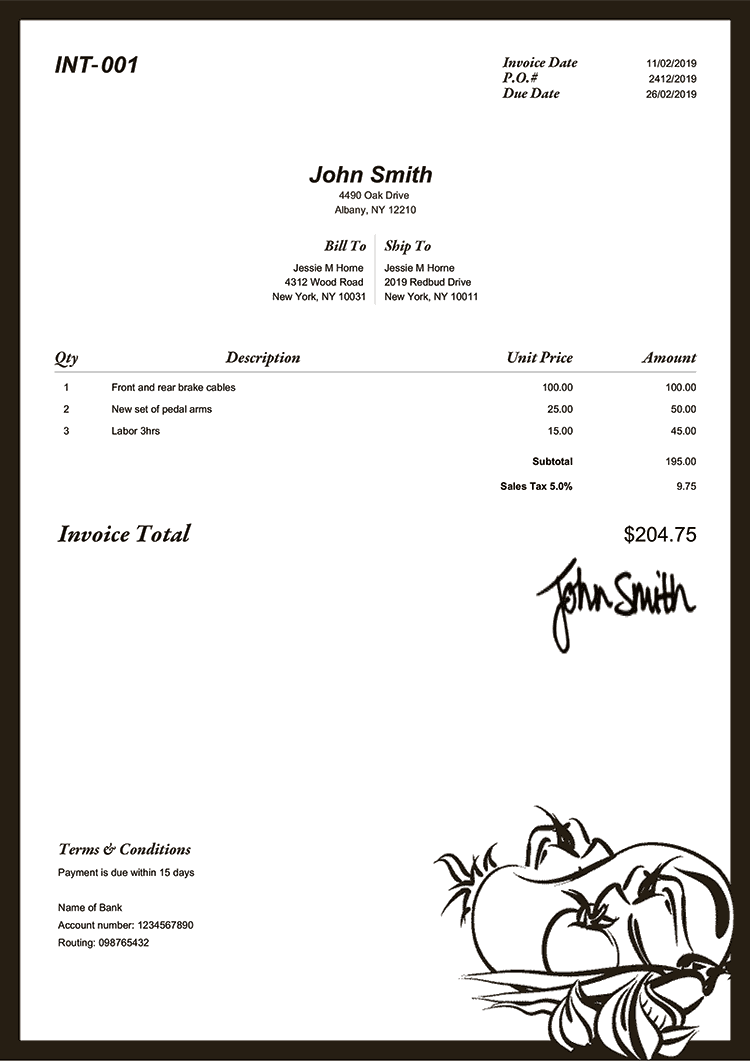 INT-001
Invoice Date 11/02/2019
P.O.# 2412/2019
Due Date 26/02/2019
John Smith
4490 Oak Drive
Albany, NY 12210
Bill To Ship To
Jessie M Horne Jessie M Horne
4312 Wood Road 2019 Redbud Drive
New York, NY 10031 New York, NY 10011
Qty Description Unit Price Amount
1 Front and rear brake cables 100.00 100.00
2 New set of pedal arms 25.00 50.00
3 Labor 3hrs 15.00 45.00
Subtotal 195.00
Sales Tax 5.0% 9.75
Invoice Total $204.75
John Smith
Terms & Conditions
Payment is due within 15 days
Name of Bank
Account number: 1234567890
Routing: 098765432